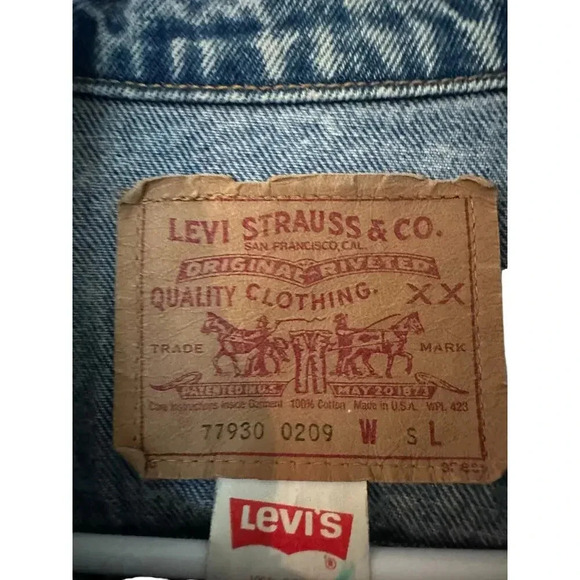 LEVI STRAUSS & CO.
SAN FRANCISCO, CAL.
ORIGINAL RIVETED
QUALITY CLOTHING. XX
TRADE MARK
PATENTED IN U.S. MAY 20 1873
Care Instructions Inside Garment 100% Cotton Made in U.S.A. WPL 423
77930 0209 W S L
LEVI'S
®